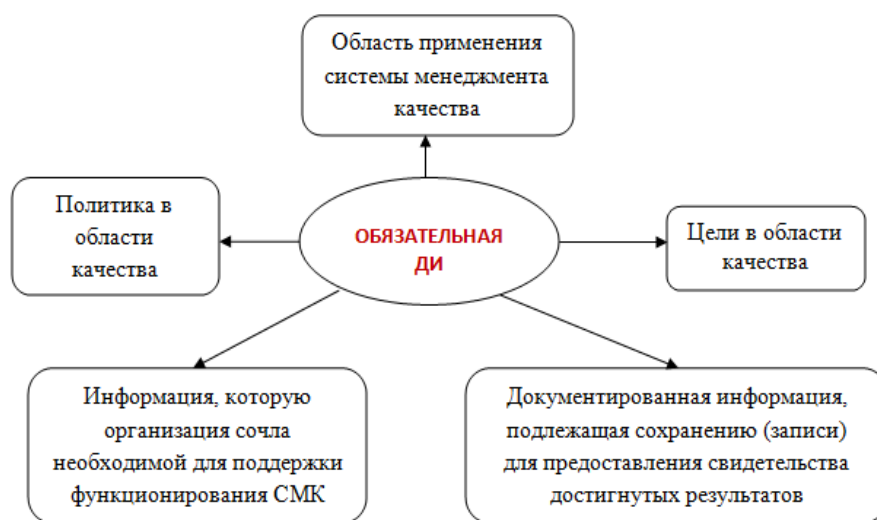 Область применения
системы менеджмента
качества
Политика в
области
качества
ОБЯЗАТЕЛЬНАЯ
ДИ
Цели в области
качества
Информация, которую
организация сочла
необходимой для поддержки
функционирования СМК
Документированная информация,
подлежащая сохранению (записи)
для предоставления свидетельства
достигнутых результатов